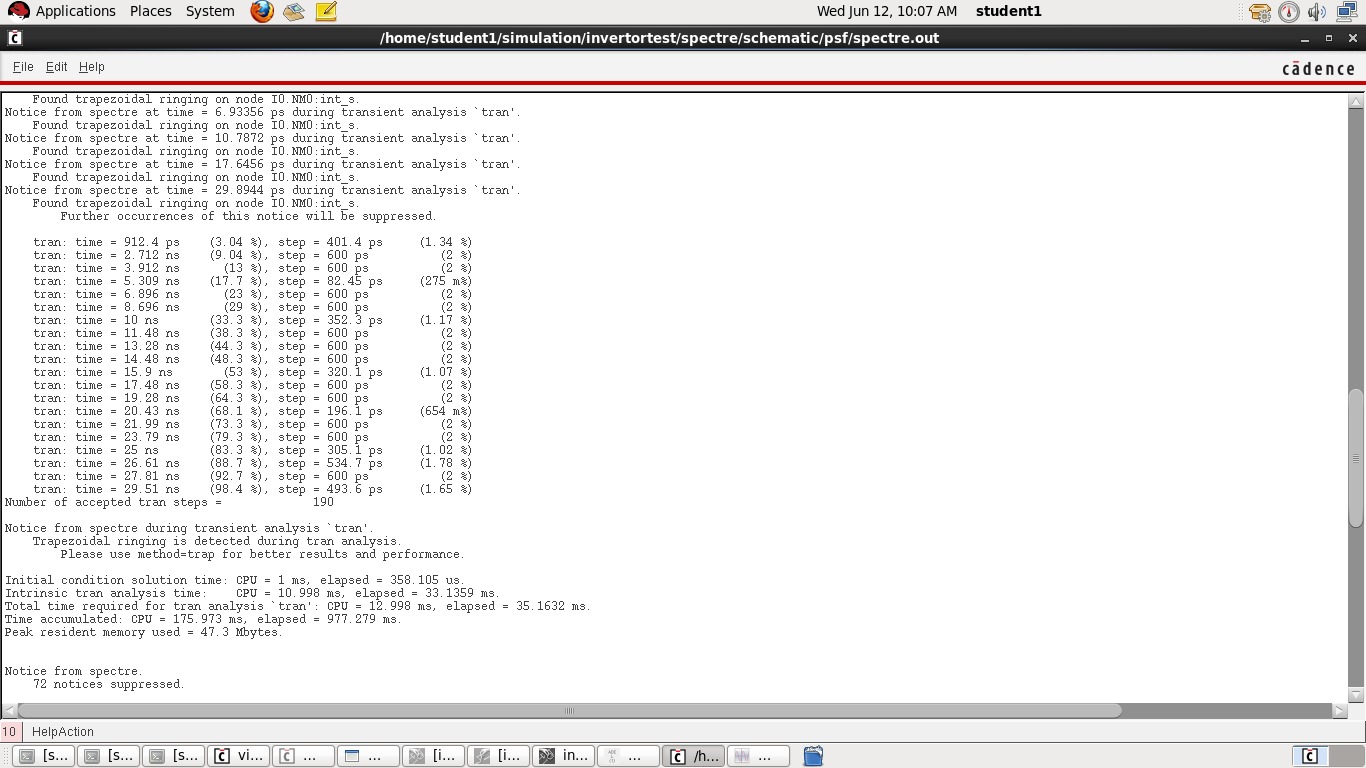 Applications Places System Wed Jun 12, 10:07 AM student1
/home/student1/simulation/invertortest/spectre/schematic/psf/spectre.out
File Edit Help cādence
Found trapezoidal ringing on node I0.NM0:int_s.
Notice from spectre at time = 6.93356 ps during transient analysis `tran'.
Found trapezoidal ringing on node I0.NM0:int_s.
Notice from spectre at time = 10.7872 ps during transient analysis `tran'.
Found trapezoidal ringing on node I0.NM0:int_s.
Notice from spectre at time = 17.6456 ps during transient analysis `tran'.
Found trapezoidal ringing on node I0.NM0:int_s.
Notice from spectre at time = 29.8944 ps during transient analysis `tran'.
Found trapezoidal ringing on node I0.NM0:int_s.
Further occurrences of this notice will be suppressed.
tran: time = 912.4 ps (3.04 %), step = 401.4 ps (1.34 %)
tran: time = 2.712 ns (9.04 %), step = 600 ps (2 %)
tran: time = 3.912 ns (13 %), step = 600 ps (2 %)
tran: time = 5.309 ns (17.7 %), step = 82.45 ps (275 m%)
tran: time = 6.896 ns (23 %), step = 600 ps (2 %)
tran: time = 8.696 ns (29 %), step = 600 ps (2 %)
tran: time = 10 ns (33.3 %), step = 352.3 ps (1.17 %)
tran: time = 11.48 ns (38.3 %), step = 600 ps (2 %)
tran: time = 13.28 ns (44.3 %), step = 600 ps (2 %)
tran: time = 14.48 ns (48.3 %), step = 600 ps (2 %)
tran: time = 15.9 ns (53 %), step = 320.1 ps (1.07 %)
tran: time = 17.48 ns (58.3 %), step = 600 ps (2 %)
tran: time = 19.28 ns (64.3 %), step = 600 ps (2 %)
tran: time = 20.43 ns (68.1 %), step = 196.1 ps (654 m%)
tran: time = 21.99 ns (73.3 %), step = 600 ps (2 %)
tran: time = 23.79 ns (79.3 %), step = 600 ps (2 %)
tran: time = 25 ns (83.3 %), step = 305.1 ps (1.02 %)
tran: time = 26.61 ns (88.7 %), step = 534.7 ps (1.78 %)
tran: time = 27.81 ns (92.7 %), step = 600 ps (2 %)
tran: time = 29.51 ns (98.4 %), step = 493.6 ps (1.65 %)
Number of accepted tran steps = 190
Notice from spectre during transient analysis `tran'.
Trapezoidal ringing is detected during tran analysis.
Please use method=trap for better results and performance.
Initial condition solution time: CPU = 1 ms, elapsed = 358.105 us.
Intrinsic tran analysis time: CPU = 10.998 ms, elapsed = 33.1359 ms.
Total time required for tran analysis `tran': CPU = 12.998 ms, elapsed = 35.1632 ms.
Time accumulated: CPU = 175.973 ms, elapsed = 977.279 ms.
Peak resident memory used = 47.3 Mbytes.
Notice from spectre.
72 notices suppressed.
10 HelpAction
[s... [s... [s... vi... ... ... [i... [i... in... ... /h... ...